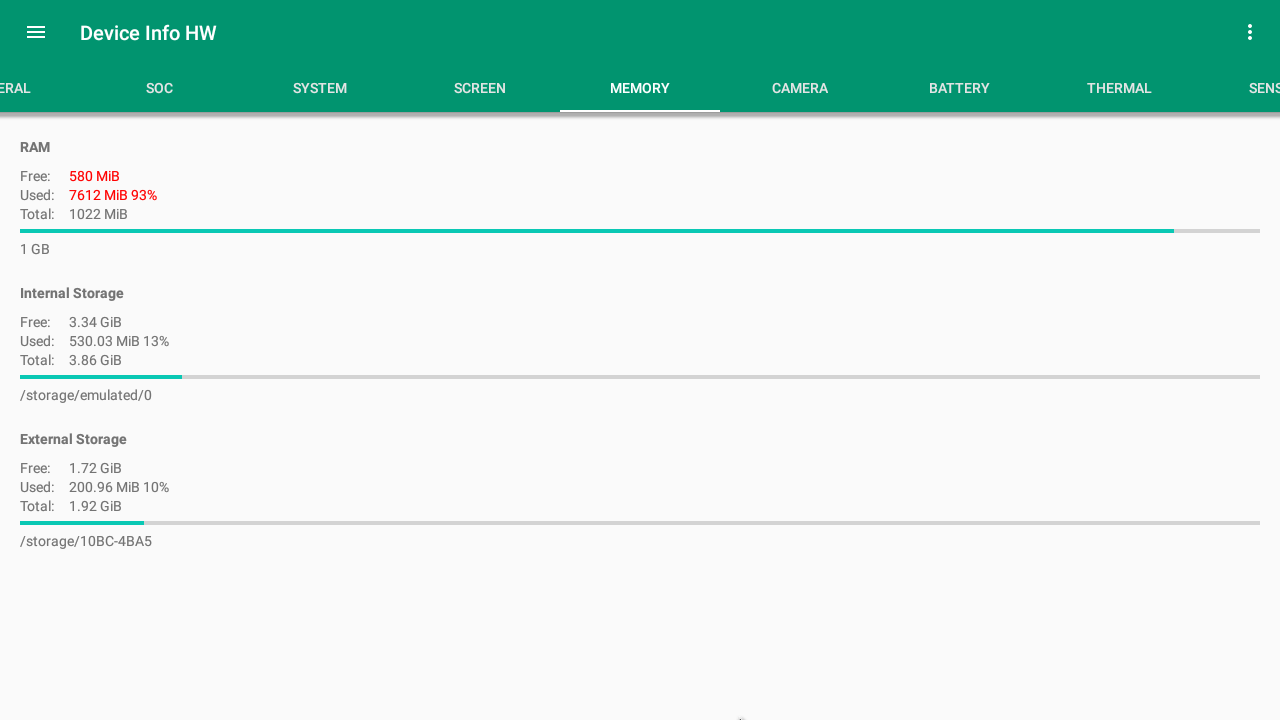 Device Info HW
ERAL SOC SYSTEM SCREEN MEMORY CAMERA BATTERY THERMAL SENS
RAM
Free: 580 MiB
Used: 7612 MiB 93%
Total: 1022 MiB
1 GB
Internal Storage
Free: 3.34 GiB
Used: 530.03 MiB 13%
Total: 3.86 GiB
/storage/emulated/0
External Storage
Free: 1.72 GiB
Used: 200.96 MiB 10%
Total: 1.92 GiB
/storage/10BC-4BA5